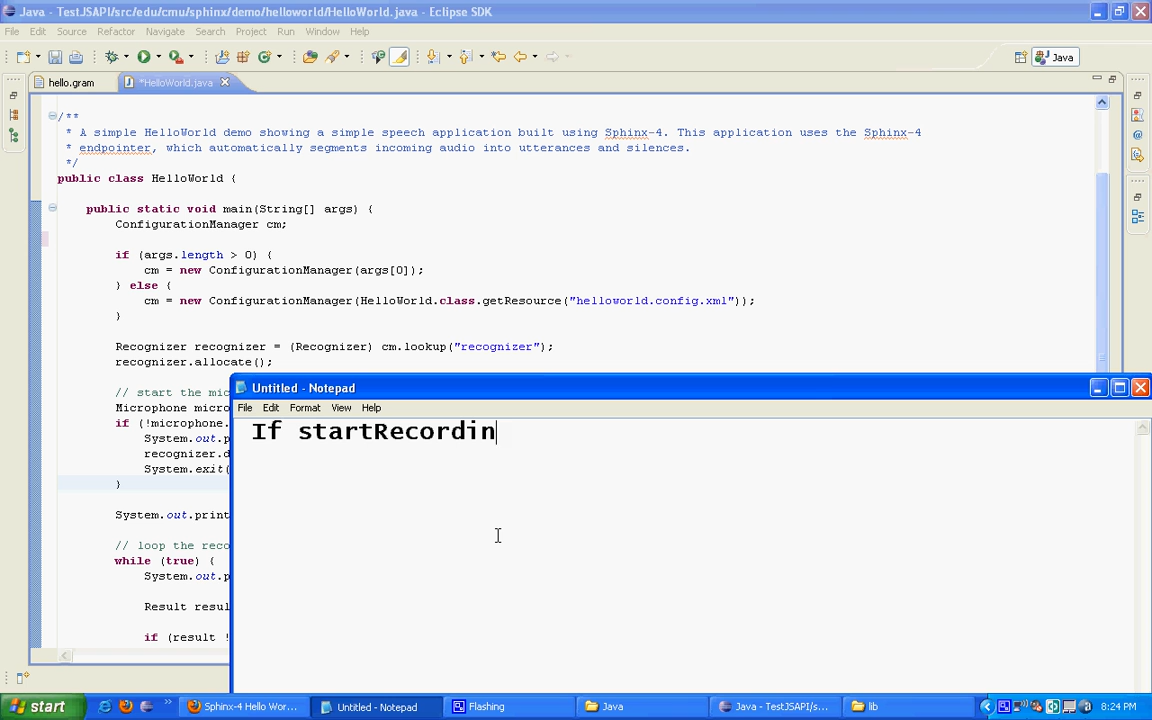 Java - TestJSAPI/src/edu/cmu/sphinx/demo/helloworld/HelloWorld.java - Eclipse SDK
File Edit Source Refactor Navigate Search Project Run Window Help
Java
hello.gram *HelloWorld.java
/**
* A simple HelloWorld demo showing a simple speech application built using Sphinx-4. This application uses the Sphinx-4
* endpointer, which automatically segments incoming audio into utterances and silences.
*/
public class HelloWorld {
public static void main(String[] args) {
ConfigurationManager cm;
if (args.length > 0) {
cm = new ConfigurationManager(args[0]);
} else {
cm = new ConfigurationManager(HelloWorld.class.getResource("helloworld.config.xml"));
}
Recognizer recognizer = (Recognizer) cm.lookup("recognizer");
recognizer.allocate();
// start the mic
Microphone micro
if (!microphone.
System.out.p
recognizer.d
System.exit(
}
System.out.print
// loop the reco
while (true) {
System.out.p
Result resul
if (result !
Untitled - Notepad
File Edit Format View Help
If startRecordin
start Sphinx-4 Hello Wor... Untitled - Notepad Flashing Java Java - TestJSAPI/s... lib 8:24 PM